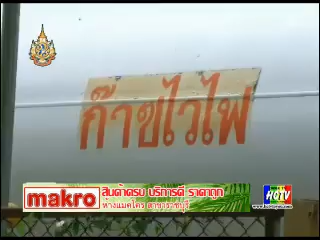 ก๊าซไวไฟ
makro
สินค้าครบ บริการดี ราคาถูก
ห้างแมคโคร สาขาราชบุรี
HQTV